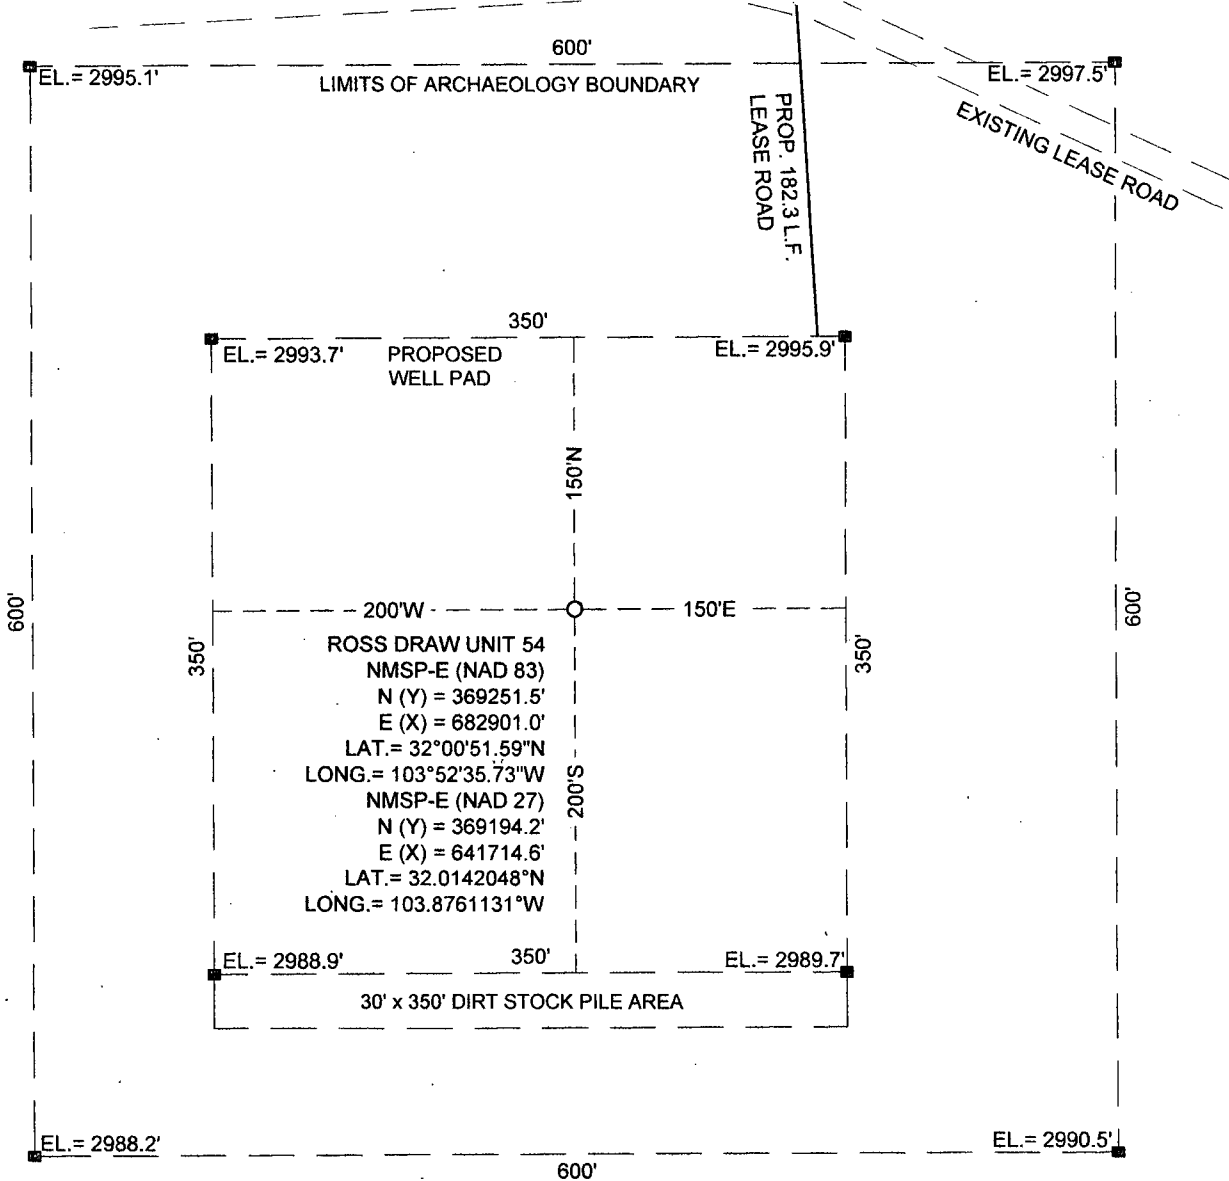 600'
EL.= 2995.1'
LIMITS OF ARCHAEOLOGY BOUNDARY
EL.= 2997.5'
PROP. 182.3 L.F.
LEASE ROAD
EXISTING LEASE ROAD
350'
EL.= 2993.7'
PROPOSED
WELL PAD
EL.= 2995.9'
150'N
600'
200'W
150'E
600'
350'
350'
ROSS DRAW UNIT 54
NMSP-E (NAD 83)
N (Y) = 369251.5'
E (X) = 682901.0'
LAT.= 32°00'51.59"N
LONG.= 103°52'35.73"W
NMSP-E (NAD 27)
N (Y) = 369194.2'
E (X) = 641714.6'
LAT.= 32.0142048°N
LONG.= 103.8761131°W
200'S
EL.= 2988.9'
350'
EL.= 2989.7'
30' x 350' DIRT STOCK PILE AREA
EL.= 2988.2'
EL.= 2990.5'
600'